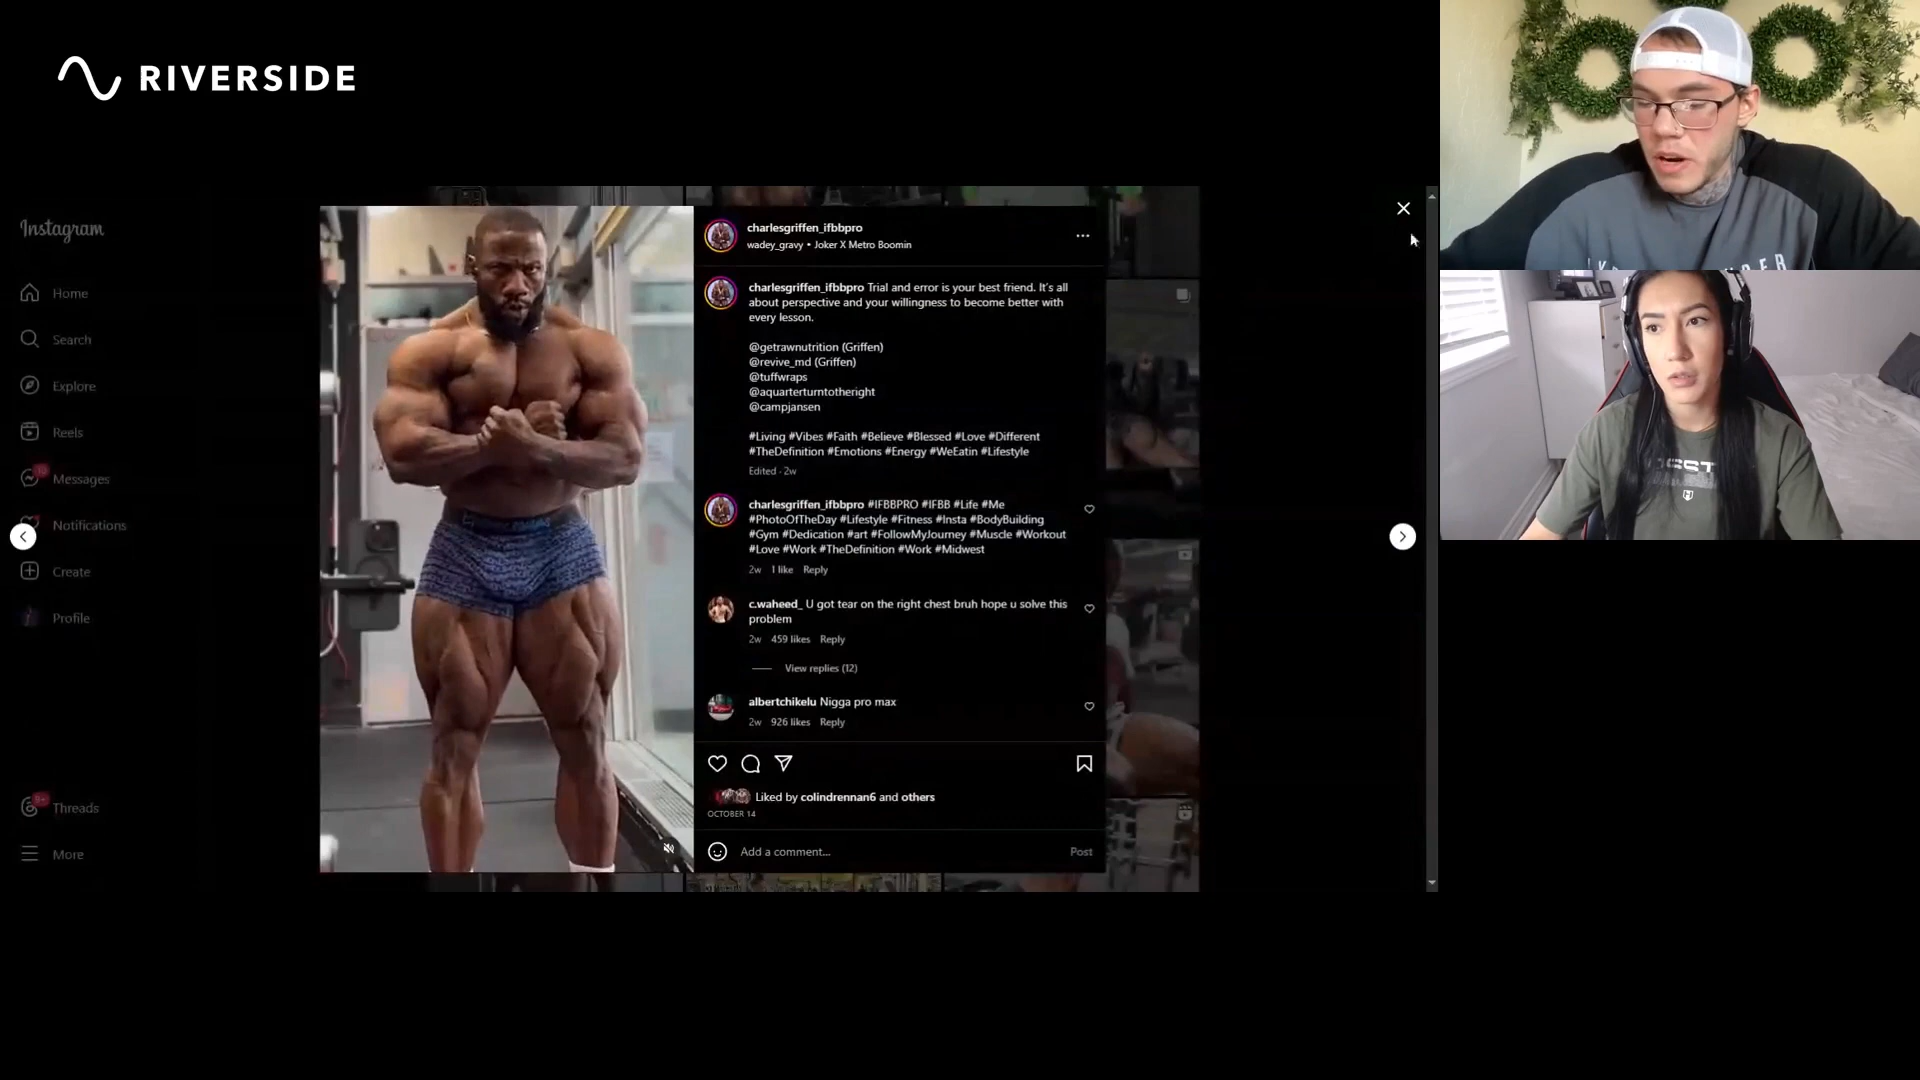 RIVERSIDE
Instagram
Home
Search
Explore
Reels
Messages
Notifications
Create
Profile
Threads
9+
More
charlesgriffen_ifbbpro
wadey_gravy • Joker X Metro Boomin
charlesgriffen_ifbbpro Trial and error is your best friend. It's all
about perspective and your willingness to become better with
every lesson.
@getrawnutrition (Griffen)
@revive_md (Griffen)
@tuffwraps
@aquarterturntotheright
@campjansen
#Living #Vibes #Faith #Believe #Blessed #Love #Different
#TheDefinition #Emotions #Energy #WeEatin #Lifestyle
Edited · 2w
charlesgriffen_ifbbpro #IFBBPRO #IFBB #Life #Me
#PhotoOfTheDay #Lifestyle #Fitness #Insta #BodyBuilding
#Gym #Dedication #art #FollowMyJourney #Muscle #Workout
#Love #Work #TheDefinition #Work #Midwest
2w 1 like Reply
c.waheed_ U got tear on the right chest bruh hope u solve this
problem
2w 459 likes Reply
View replies (12)
albertchikelu Nigga pro max
2w 926 likes Reply
Liked by colindrennan6 and others
OCTOBER 14
Add a comment...
Post